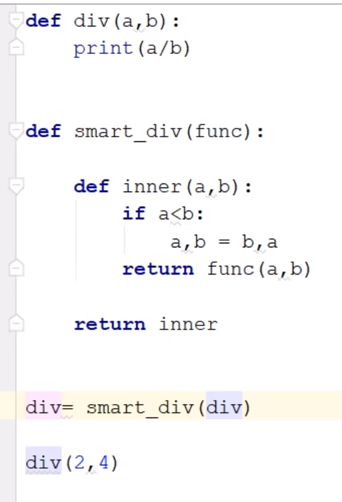 def div(a,b):
    print(a/b)
def smart_div(func):
    def inner(a,b):
        if a<b:
            a,b = b,a
        return func(a,b)
    return inner
div= smart_div(div)
div(2,4)